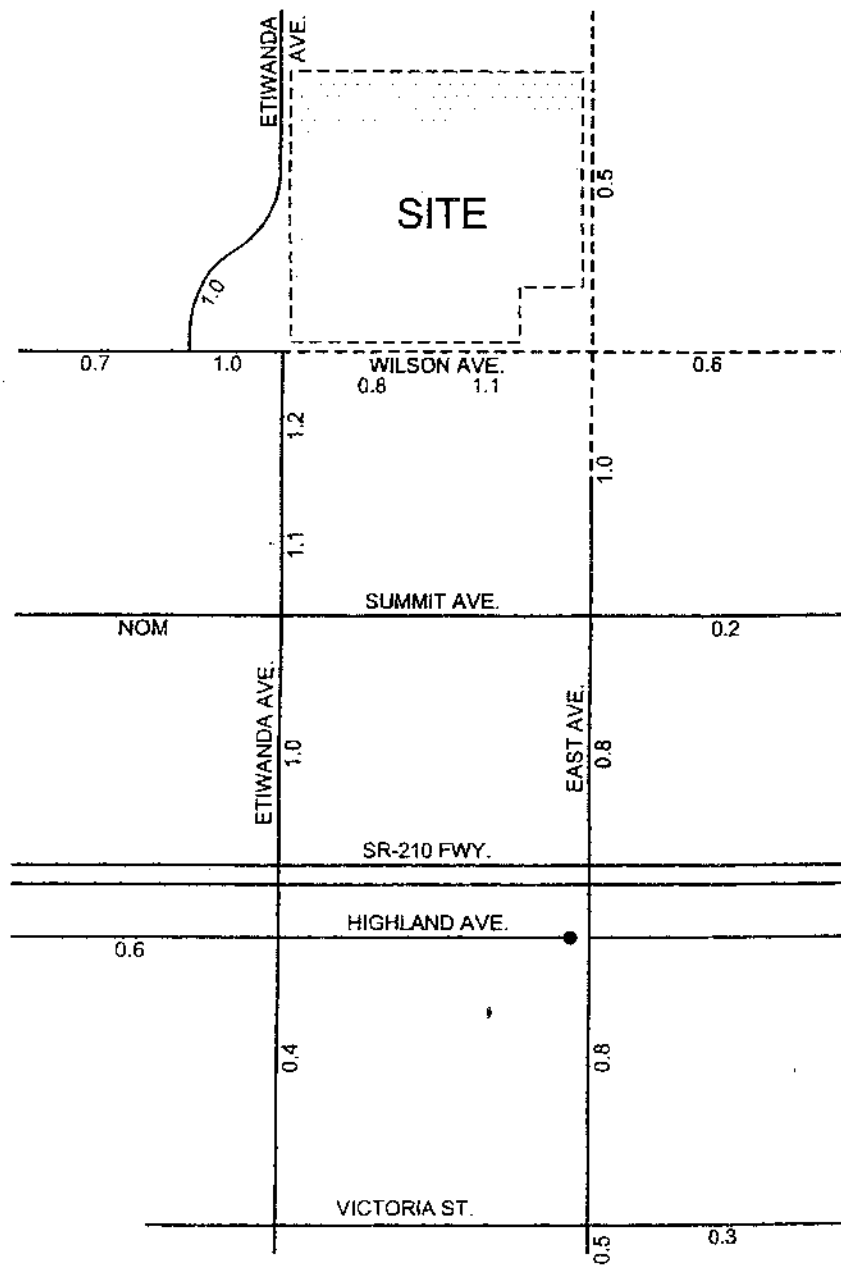 ETIWANDA
AVE.
0.5
SITE
1.0
WILSON AVE.
0.7
1.0
0.8
1.1
0.6
1.2
1.0
1.1
SUMMIT AVE.
NOM
0.2
ETIWANDA AVE.
1.0
EAST AVE.
0.8
SR-210 FWY.
HIGHLAND AVE.
0.6
0.4
0.8
VICTORIA ST.
0.5
0.3